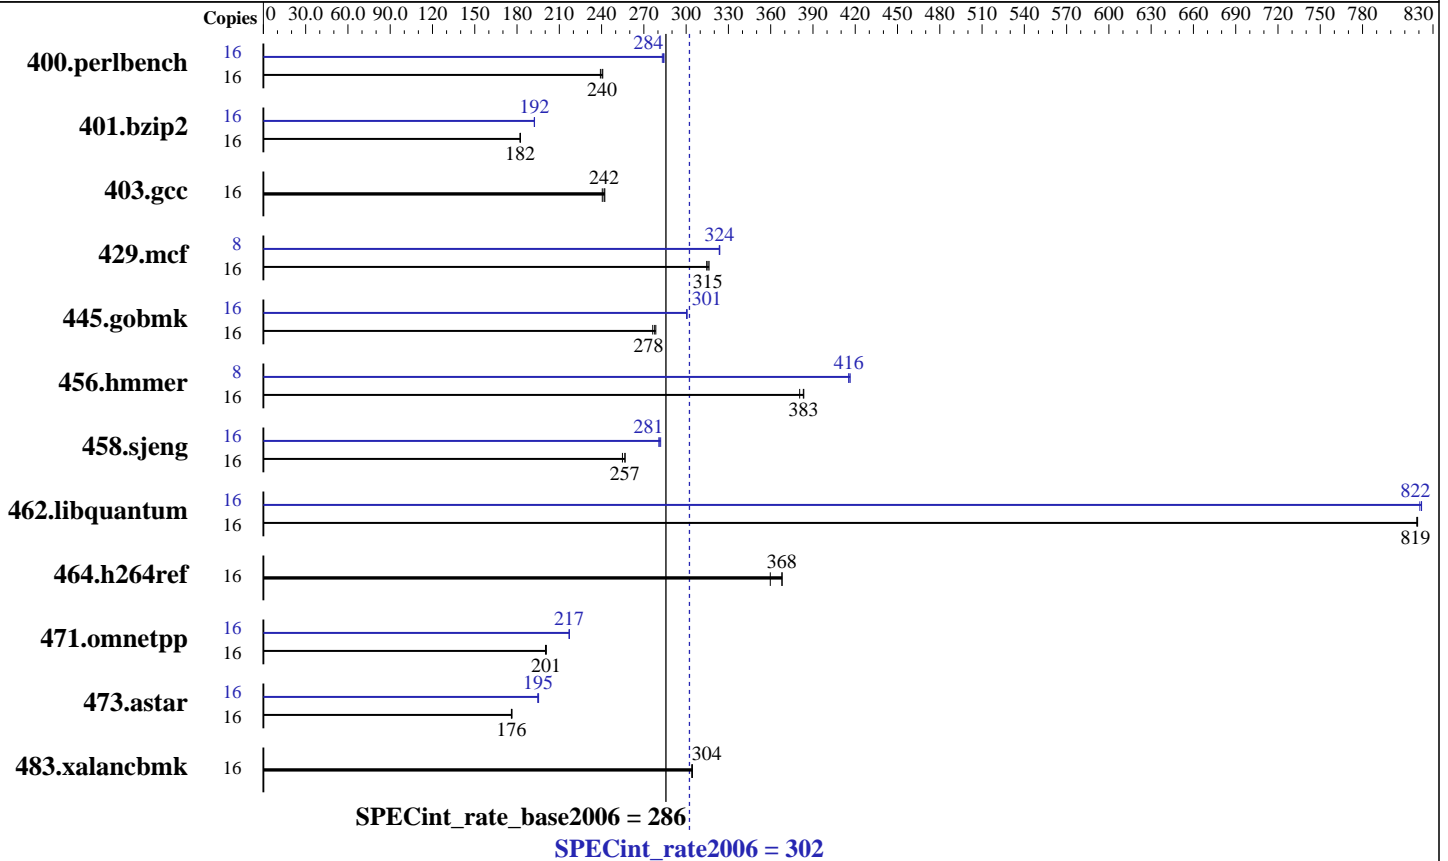 Copies 0 30.0 60.0 90.0 120 150 180 210 240 270 300 330 360 390 420 450 480 510 540 570 600 630 660 690 720 750 780 830
400.perlbench 16 284
16 240
401.bzip2 16 192
16 182
403.gcc 16 242
429.mcf 8 324
16 315
445.gobmk 16 301
16 278
456.hmmer 8 416
16 383
458.sjeng 16 281
16 257
462.libquantum 16 822
16 819
464.h264ref 16 368
471.omnetpp 16 217
16 201
473.astar 16 195
16 176
483.xalancbmk 16 304
SPECint_rate_base2006 = 286
SPECint_rate2006 = 302